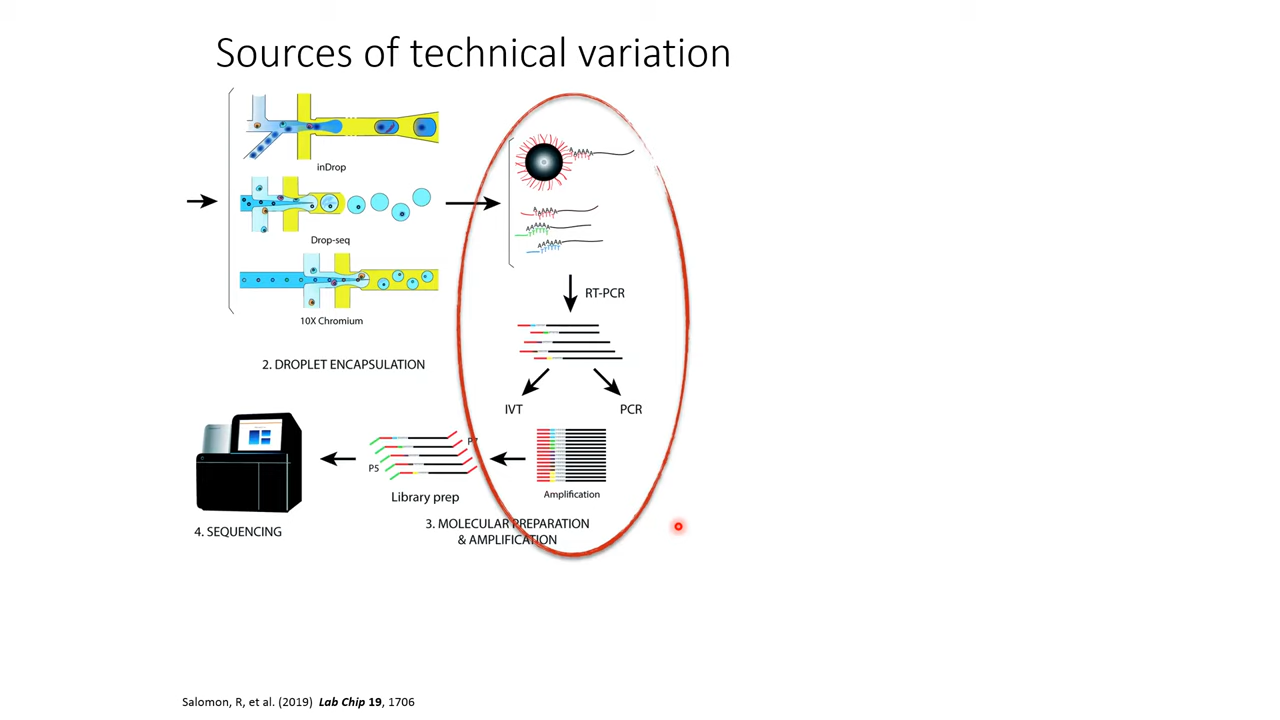 Sources of technical variation
inDrop
Drop-seq
10X Chromium
2. DROPLET ENCAPSULATION
RT-PCR
IVT
PCR
Amplification
P7
P5
Library prep
3. MOLECULAR PREPARATION
& AMPLIFICATION
4. SEQUENCING
Salomon, R, et al. (2019) Lab Chip 19, 1706